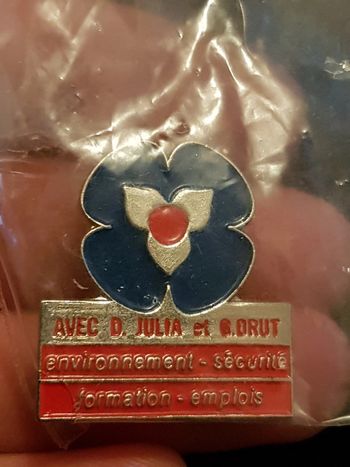 AVEC D. JULIA et G.DRUT
environnement - sécurité
formation - emplois